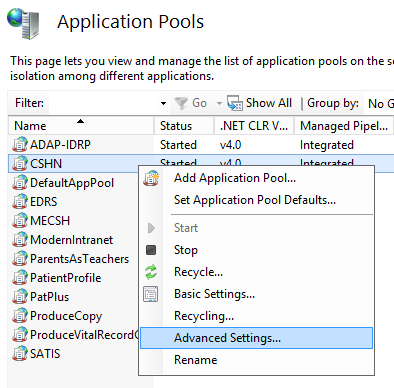 Application Pools
This page lets you view and manage the list of application pools on the se
isolation among different applications.
Filter: Go Show All Group by: No G
Name Status .NET CLR V... Managed Pipel...
ADAP-IDRP Started v4.0 Integrated
CSHN Started v4.0 Integrated
DefaultAppPool
EDRS
MECSH
ModernIntranet
ParentsAsTeachers
PatientProfile
PatPlus
ProduceCopy
ProduceVitalRecord
SATIS
Add Application Pool...
Set Application Pool Defaults...
Start
Stop
Recycle...
Basic Settings...
Recycling...
Advanced Settings...
Rename